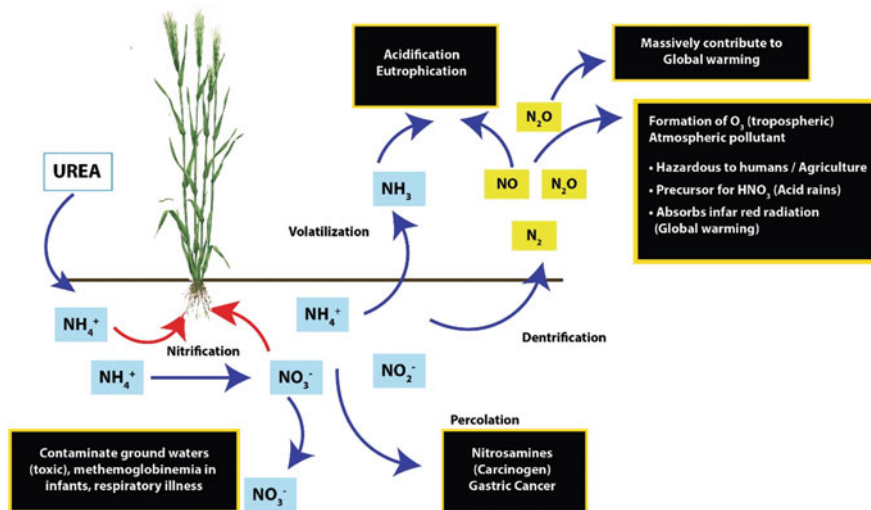 Acidification
Eutrophication
Massively contribute to
Global warming
N₂O
Formation of O₃ (tropospheric)
Atmospheric pollutant
• Hazardous to humans / Agriculture
• Precursor for HNO₃ (Acid rains)
• Absorbs infar red radiation
(Global warming)
UREA
NH₃
NO
N₂O
Volatilization
N₂
NH₄⁺
NH₄⁺
Nitrification
Dentrification
NH₄⁺
NO₃⁻
NO₂⁻
Percolation
Contaminate ground waters
(toxic), methemoglobinemia in
infants, respiratory illness
NO₃⁻
Nitrosamines
(Carcinogen)
Gastric Cancer